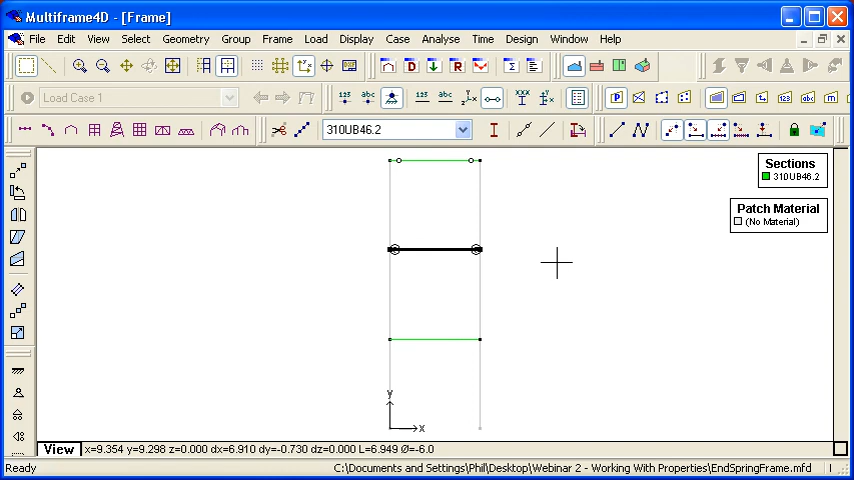 Multiframe4D - [Frame]
File Edit View Select Geometry Group Frame Load Display Case Analyse Time Design Window Help
Load Case 1
310UB46.2
Sections
310UB46.2
Patch Material
(No Material)
y
x
View x=9.354 y=9.298 z=0.000 dx=6.910 dy=-0.730 dz=0.000 L=6.949 Ø=-6.0
Ready C:\Documents and Settings\Phil\Desktop\Webinar 2 - Working With Properties\EndSpringFrame.mfd